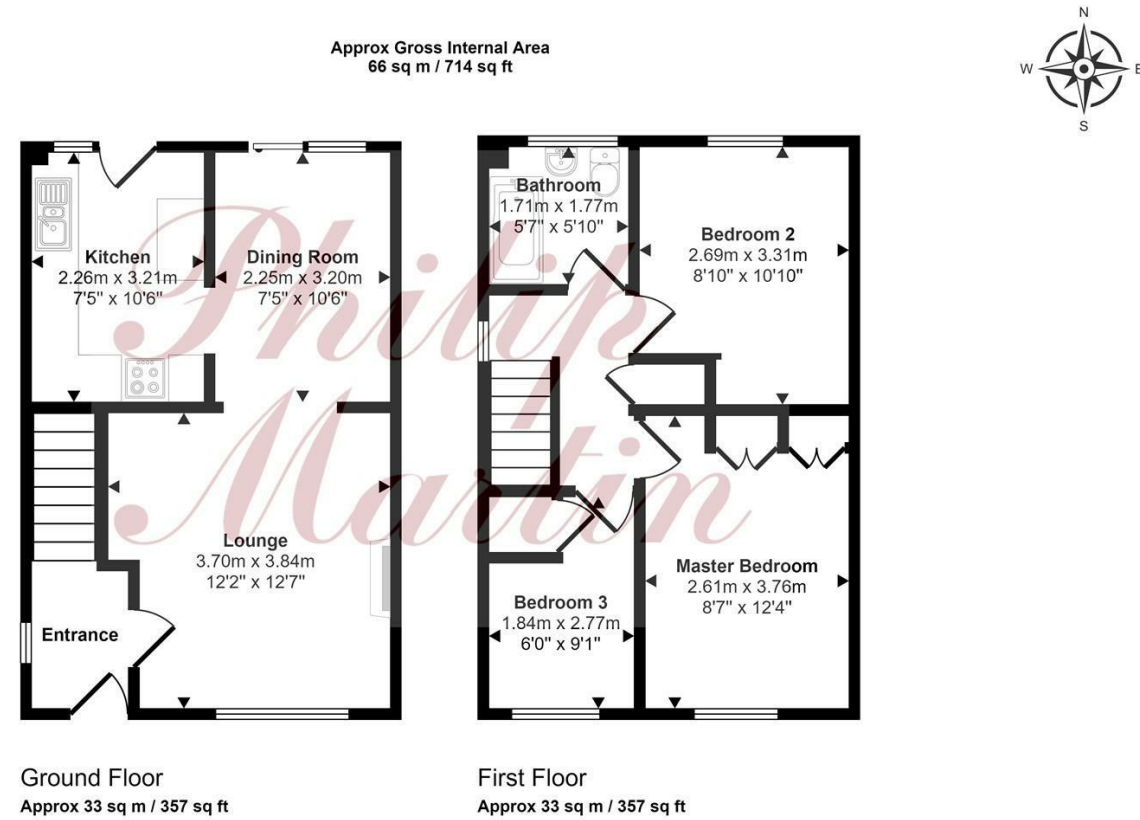 Approx Gross Internal Area
66 sq m / 714 sq ft
N
W
E
S
Kitchen
2.26m x 3.21m
7'5" x 10'6"
Dining Room
2.25m x 3.20m
7'5" x 10'6"
Lounge
3.70m x 3.84m
12'2" x 12'7"
Entrance
Bathroom
1.71m x 1.77m
5'7" x 5'10"
Bedroom 2
2.69m x 3.31m
8'10" x 10'10"
Master Bedroom
2.61m x 3.76m
8'7" x 12'4"
Bedroom 3
1.84m x 2.77m
6'0" x 9'1"
Philip
Martin
Ground Floor
Approx 33 sq m / 357 sq ft
First Floor
Approx 33 sq m / 357 sq ft